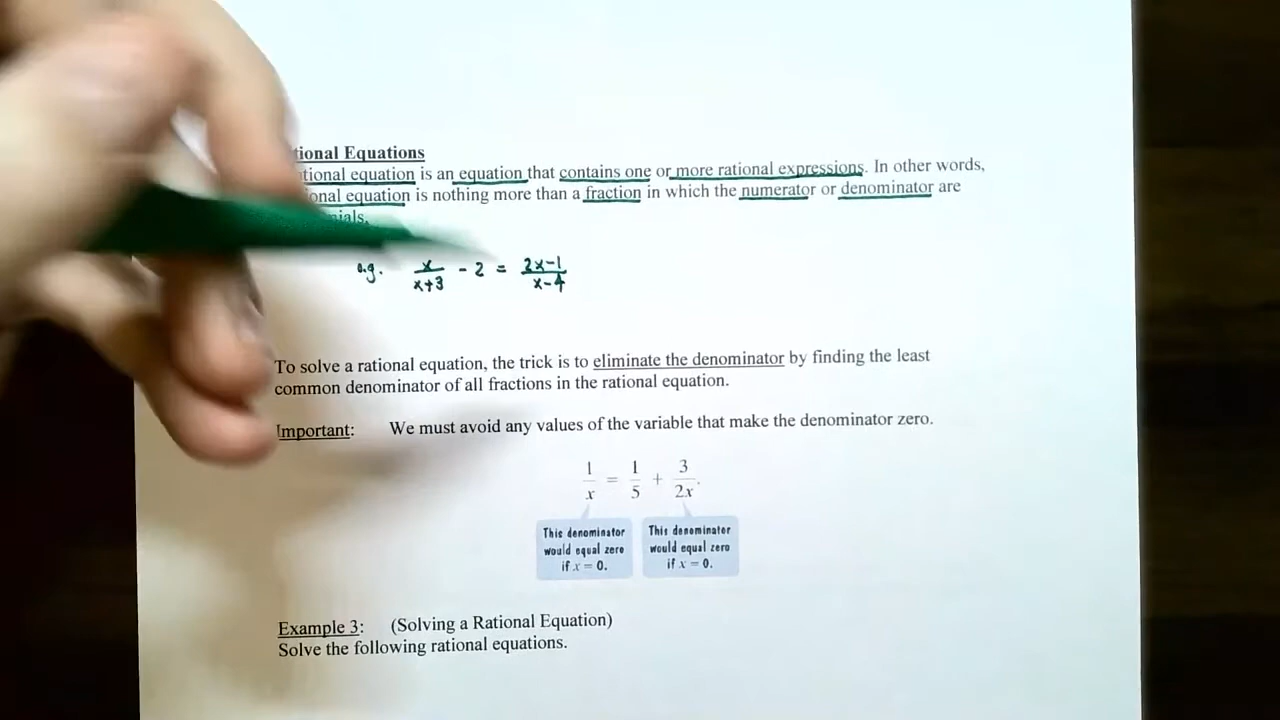 Equations
equation is an equation that contains one or more rational expressions. In other words,
equation is nothing more than a fraction in which the numerator or denominator are
e.g. x/(x+3) - 2 = (2x-1)/(x-4)
To solve a rational equation, the trick is to eliminate the denominator by finding the least
common denominator of all fractions in the rational equation.
Important: We must avoid any values of the variable that make the denominator zero.
1/x = 1/5 + 3/2x.
This denominator This denominator
would equal zero would equal zero
if x = 0. if x = 0.
Example 3: (Solving a Rational Equation)
Solve the following rational equations.